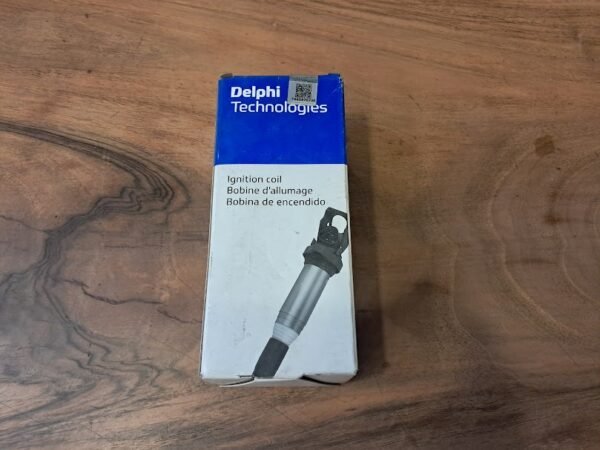 Delphi
Technologies
Ignition coil
Bobine d'allumage
Bobina de encendido